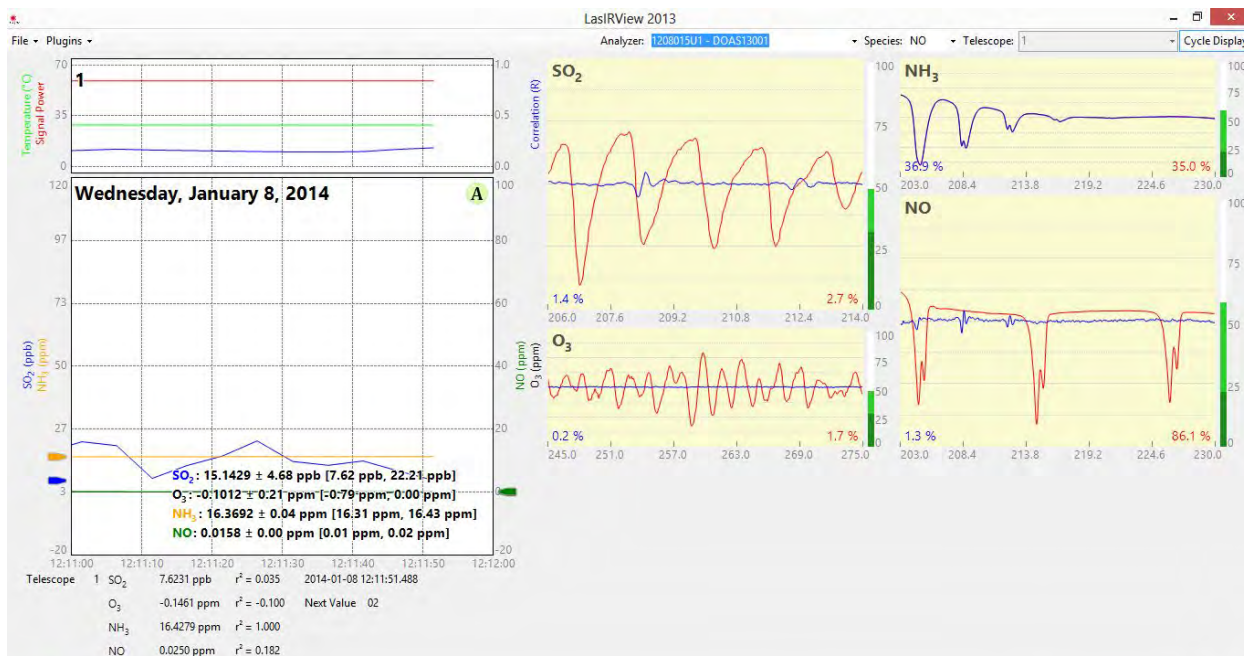 LasIRView 2013
File Plugins Analyzer: 1208015U1 - DOAS13001 Species: NO Telescope: 1 Cycle Display
Temperature (°C)
Signal Power
70
35
0
1
1.0
0.5
0.0
Correlation (R)
SO₂ (ppb)
NH₃ (ppm)
120
97
73
50
27
3
-20
Wednesday, January 8, 2014
A
100
80
60
40
20
0
-20
NO (ppm)
O₃ (ppm)
SO₂: 15.1429 ± 4.68 ppb [7.62 ppb, 22.21 ppb]
O₃: -0.1012 ± 0.21 ppm [-0.79 ppm, 0.00 ppm]
NH₃: 16.3692 ± 0.04 ppm [16.31 ppm, 16.43 ppm]
NO: 0.0158 ± 0.00 ppm [0.01 ppm, 0.02 ppm]
12:11:00 12:11:10 12:11:20 12:11:30 12:11:40 12:11:50 12:12:00
Telescope 1 SO₂ 7.6231 ppb r² = 0.035 2014-01-08 12:11:51.488
O₃ -0.1461 ppm r² = -0.100 Next Value 02
NH₃ 16.4279 ppm r² = 1.000
NO 0.0250 ppm r² = 0.182
SO₂
100
75
50
25
0
1.4 % 2.7 %
206.0 207.6 209.2 210.8 212.4 214.0
O₃
100
75
50
25
0
0.2 % 1.7 %
245.0 251.0 257.0 263.0 269.0 275.0
NH₃
100
75
50
25
0
36.9 % 35.0 %
203.0 208.4 213.8 219.2 224.6 230.0
NO
100
75
50
25
0
1.3 % 86.1 %
203.0 208.4 213.8 219.2 224.6 230.0